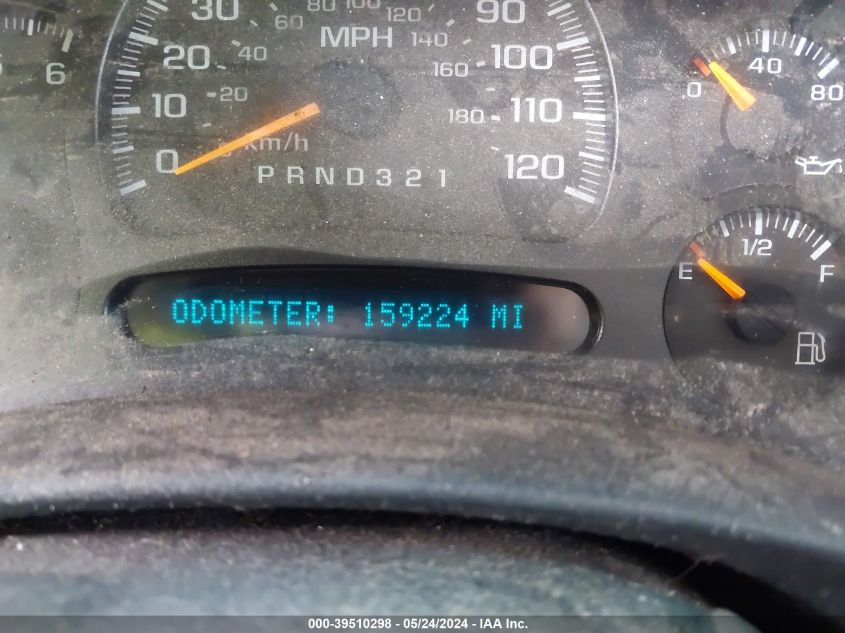 30 80 100 120 90
60
MPH 140
20 40 160 100 40
0 80
6
10 20 180 110
0 km/h 120
PRND321
1/2
E F
ODOMETER: 159224 MI
000-39510298 / 05/24/2024 - IAA Inc.